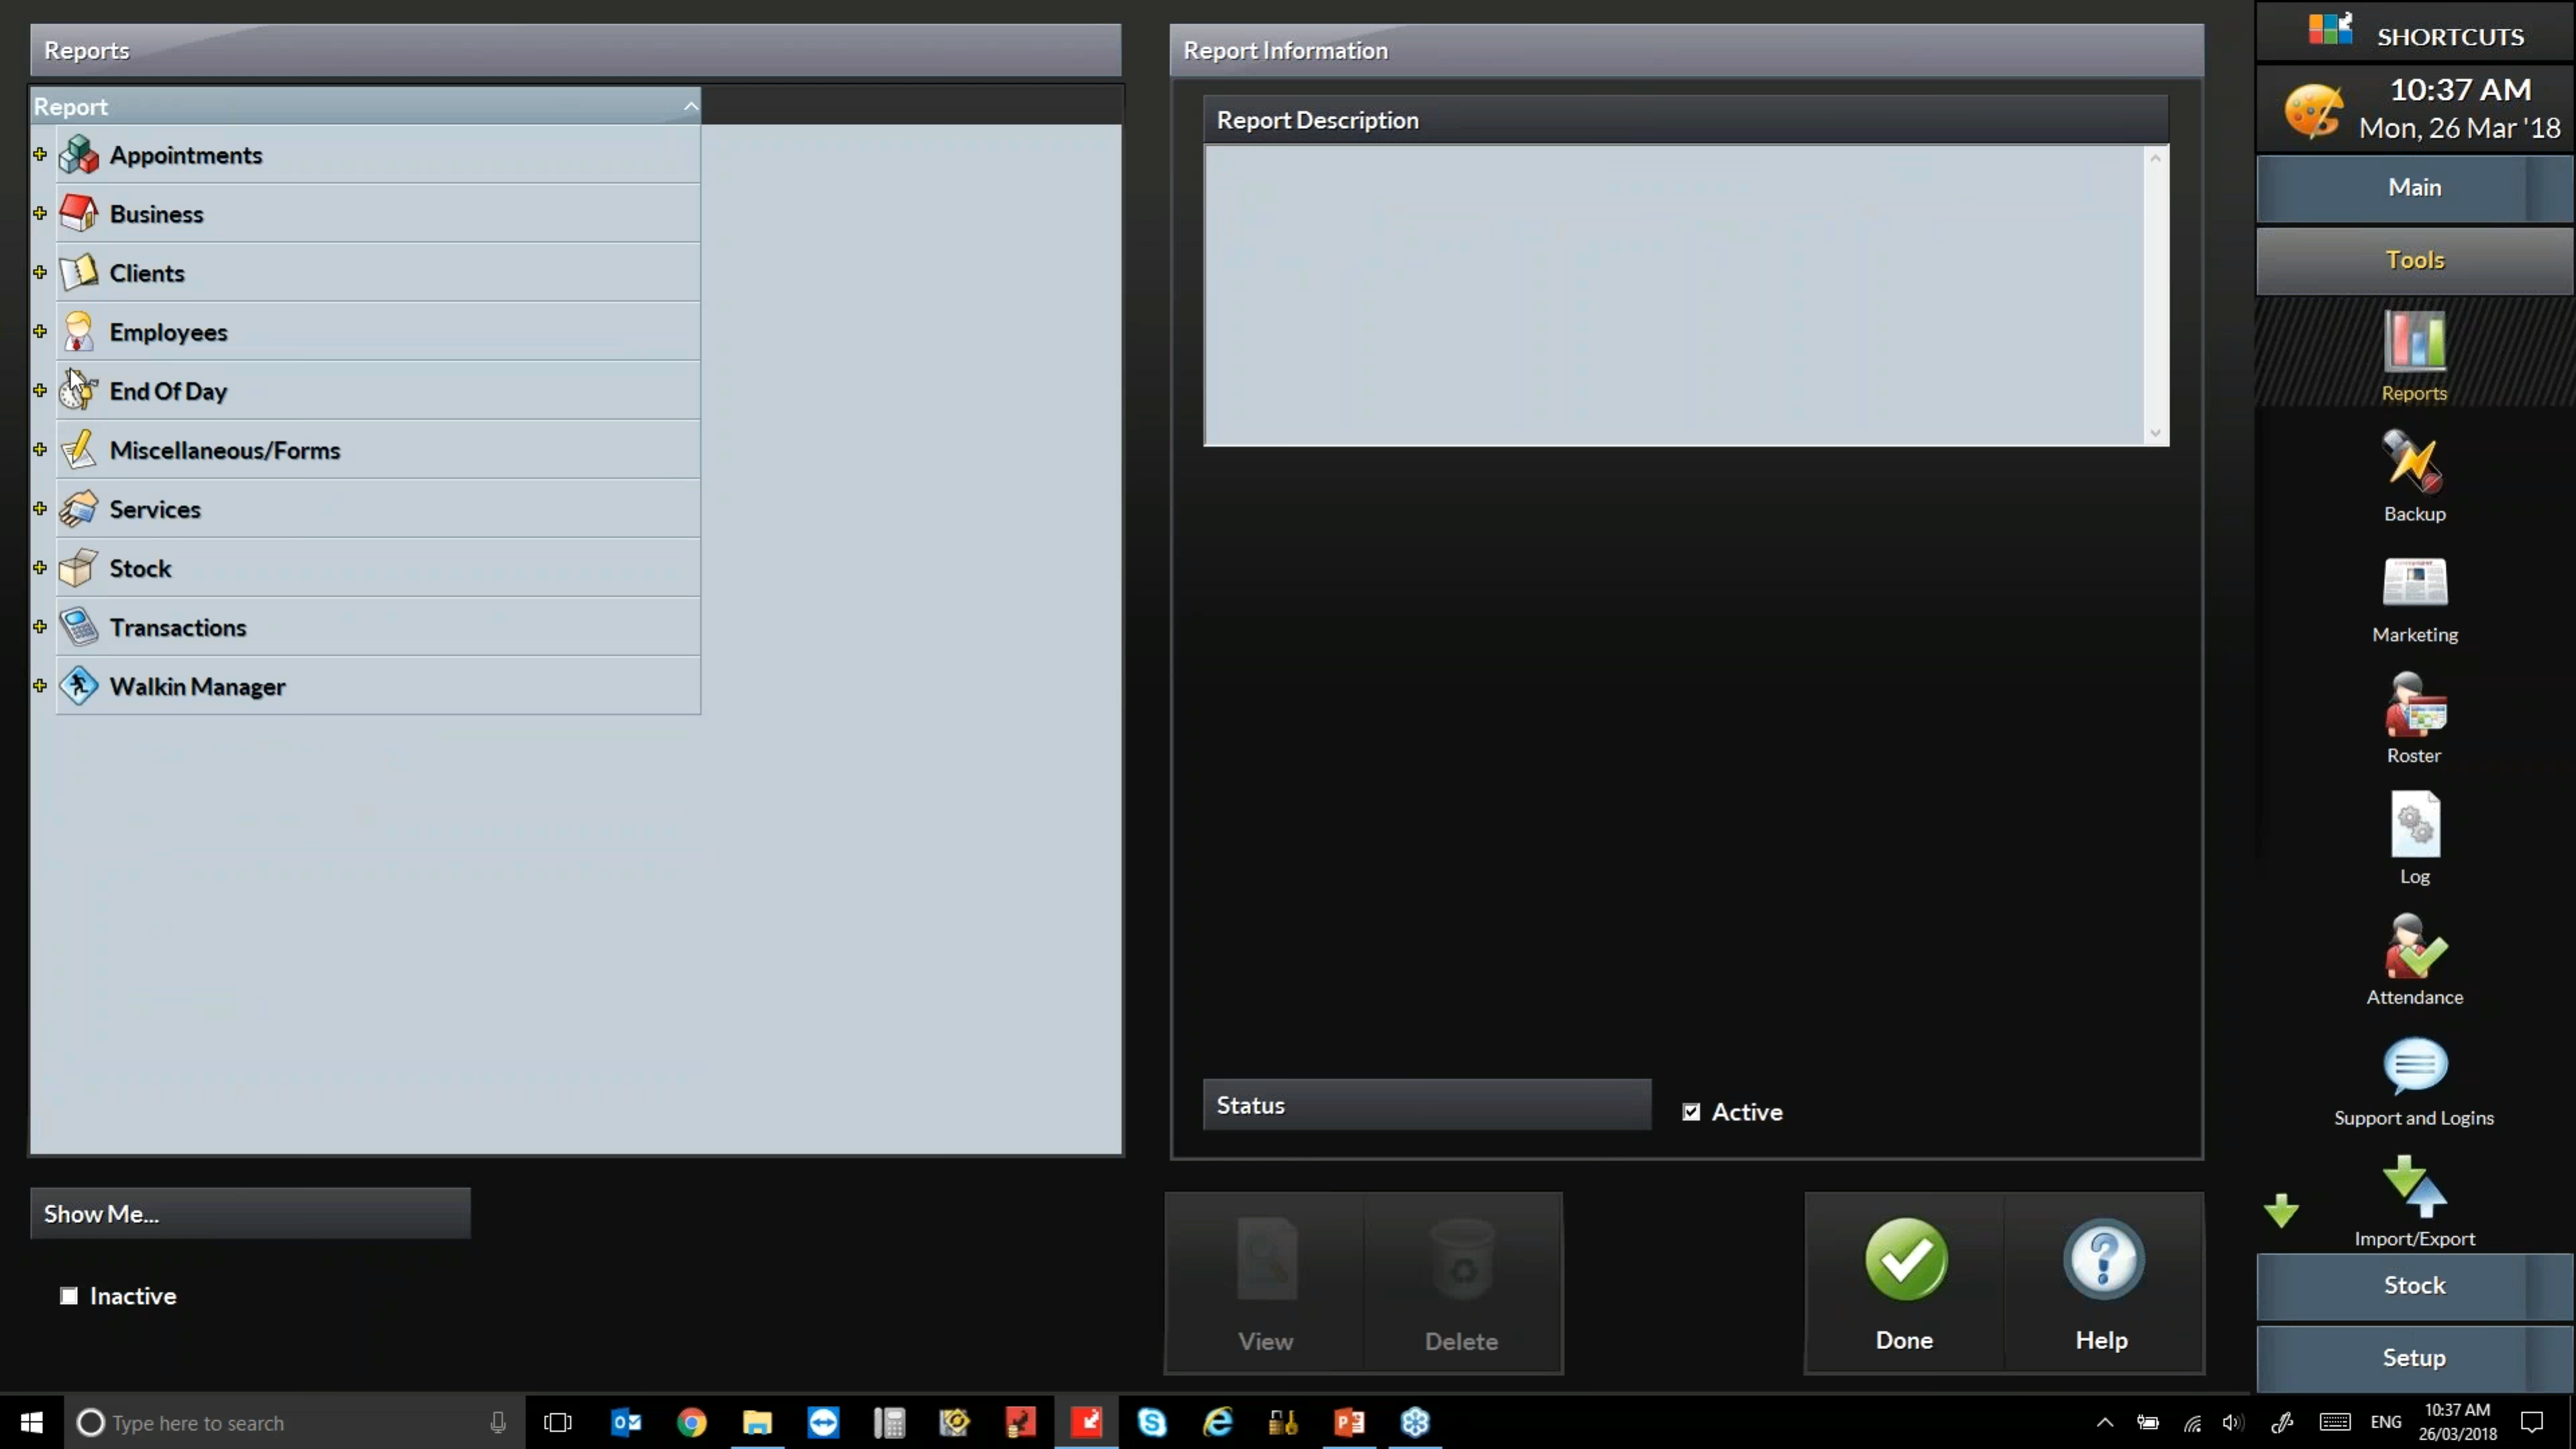 Reports
Report
Appointments
Business
Clients
Employees
End Of Day
Miscellaneous/Forms
Services
Stock
Transactions
Walkin Manager
Show Me...
Inactive
Report Information
Report Description
Status
Active
View
Delete
Done
Help
SHORTCUTS
10:37 AM
Mon, 26 Mar '18
Main
Tools
Reports
Backup
Marketing
Roster
Log
Attendance
Support and Logins
Import/Export
Stock
Setup
Type here to search
ENG
10:37 AM
26/03/2018